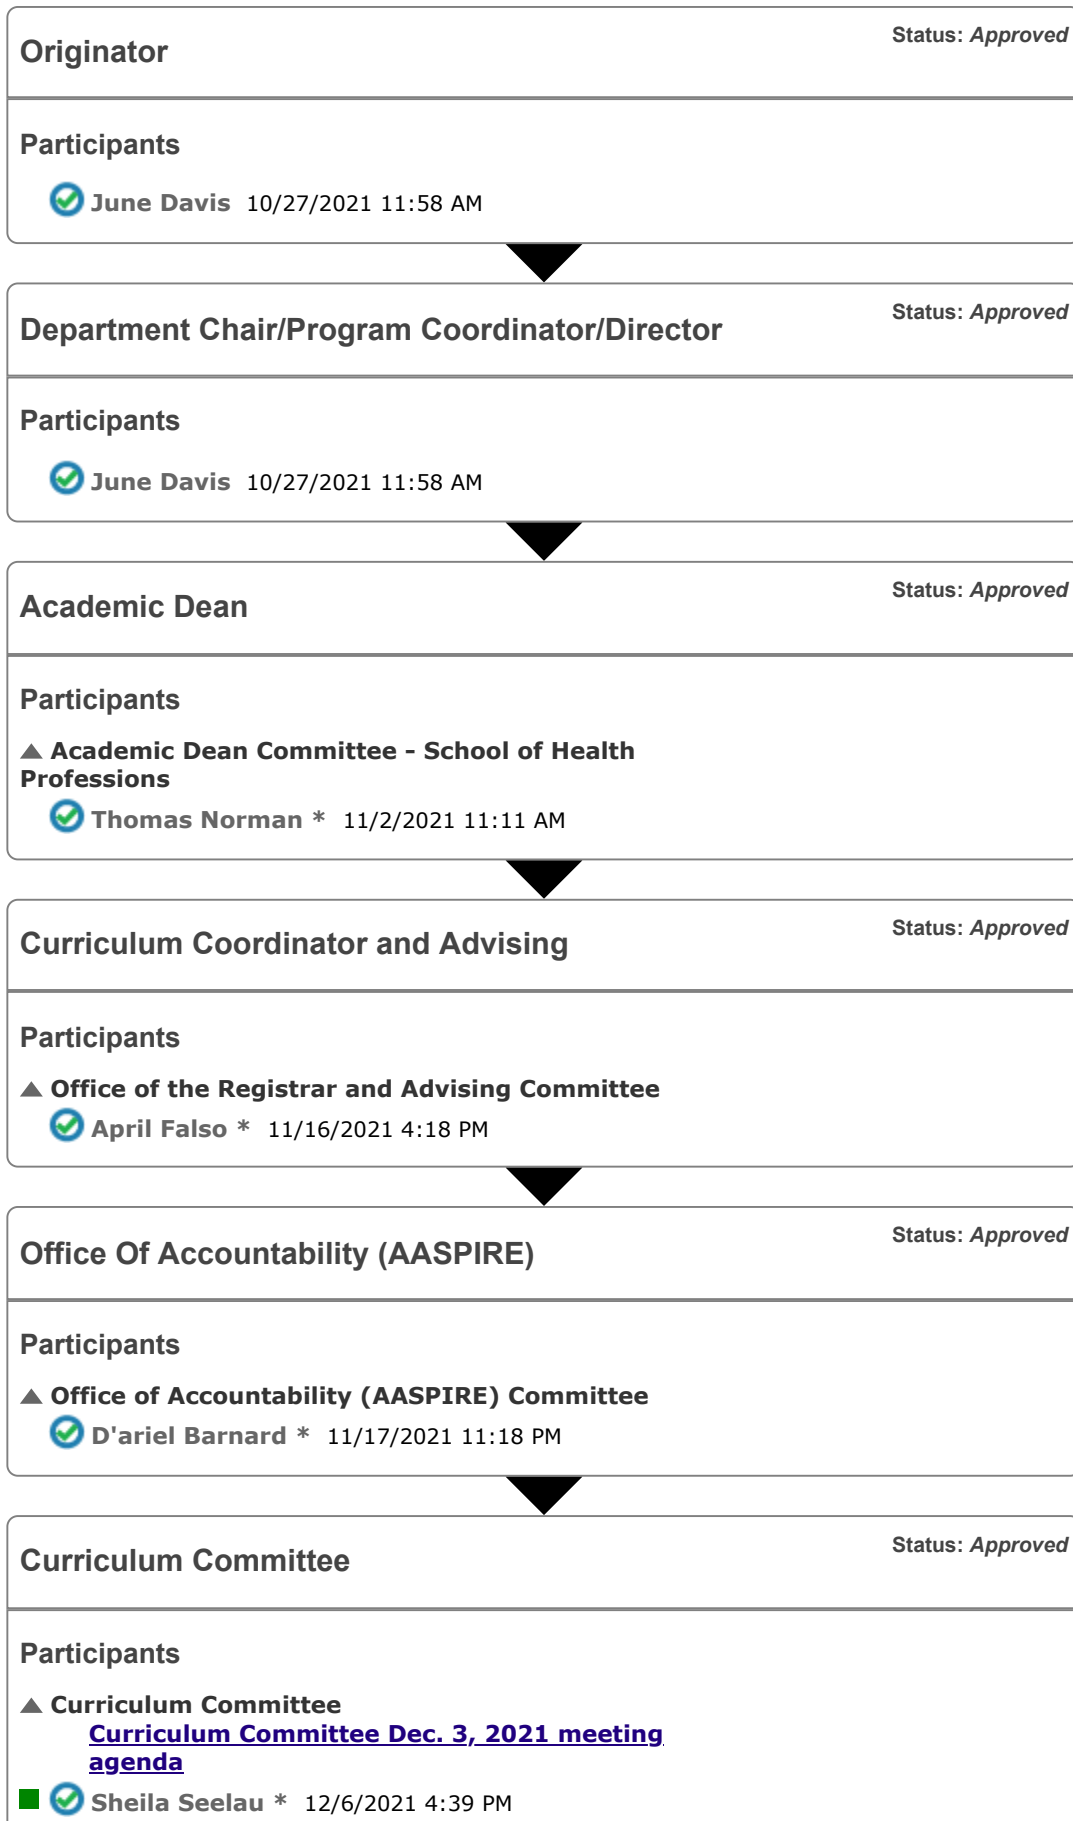 Originator
Status: Approved
Participants
June Davis 10/27/2021 11:58 AM
Department Chair/Program Coordinator/Director
Status: Approved
Participants
June Davis 10/27/2021 11:58 AM
Academic Dean
Status: Approved
Participants
Academic Dean Committee - School of Health
Professions
Thomas Norman * 11/2/2021 11:11 AM
Curriculum Coordinator and Advising
Status: Approved
Participants
Office of the Registrar and Advising Committee
April Falso * 11/16/2021 4:18 PM
Office Of Accountability (AASPIRE)
Status: Approved
Participants
Office of Accountability (AASPIRE) Committee
D'ariel Barnard * 11/17/2021 11:18 PM
Curriculum Committee
Status: Approved
Participants
Curriculum Committee
Curriculum Committee Dec. 3, 2021 meeting
agenda
Sheila Seelau * 12/6/2021 4:39 PM